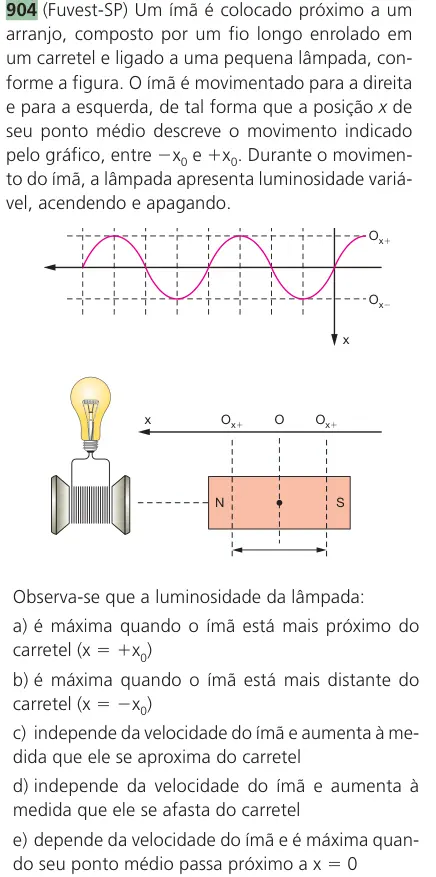 904 (Fuvest-SP) Um ímã é colocado próximo a um
arranjo, composto por um fio longo enrolado em
um carretel e ligado a uma pequena lâmpada, con-
forme a figura. O ímã é movimentado para a direita
e para a esquerda, de tal forma que a posição x de
seu ponto médio descreve o movimento indicado
pelo gráfico, entre −x₀ e +x₀. Durante o movimen-
to do ímã, a lâmpada apresenta luminosidade variá-
vel, acendendo e apagando.
Oₓ₊
Oₓ₋
x
x Oₓ₊ O Oₓ₊
N S
Observa-se que a luminosidade da lâmpada:
a) é máxima quando o ímã está mais próximo do
carretel (x = +x₀)
b) é máxima quando o ímã está mais distante do
carretel (x = −x₀)
c) independe da velocidade do ímã e aumenta à me-
dida que ele se aproxima do carretel
d) independe da velocidade do ímã e aumenta à
medida que ele se afasta do carretel
e) depende da velocidade do ímã e é máxima quan-
do seu ponto médio passa próximo a x = 0